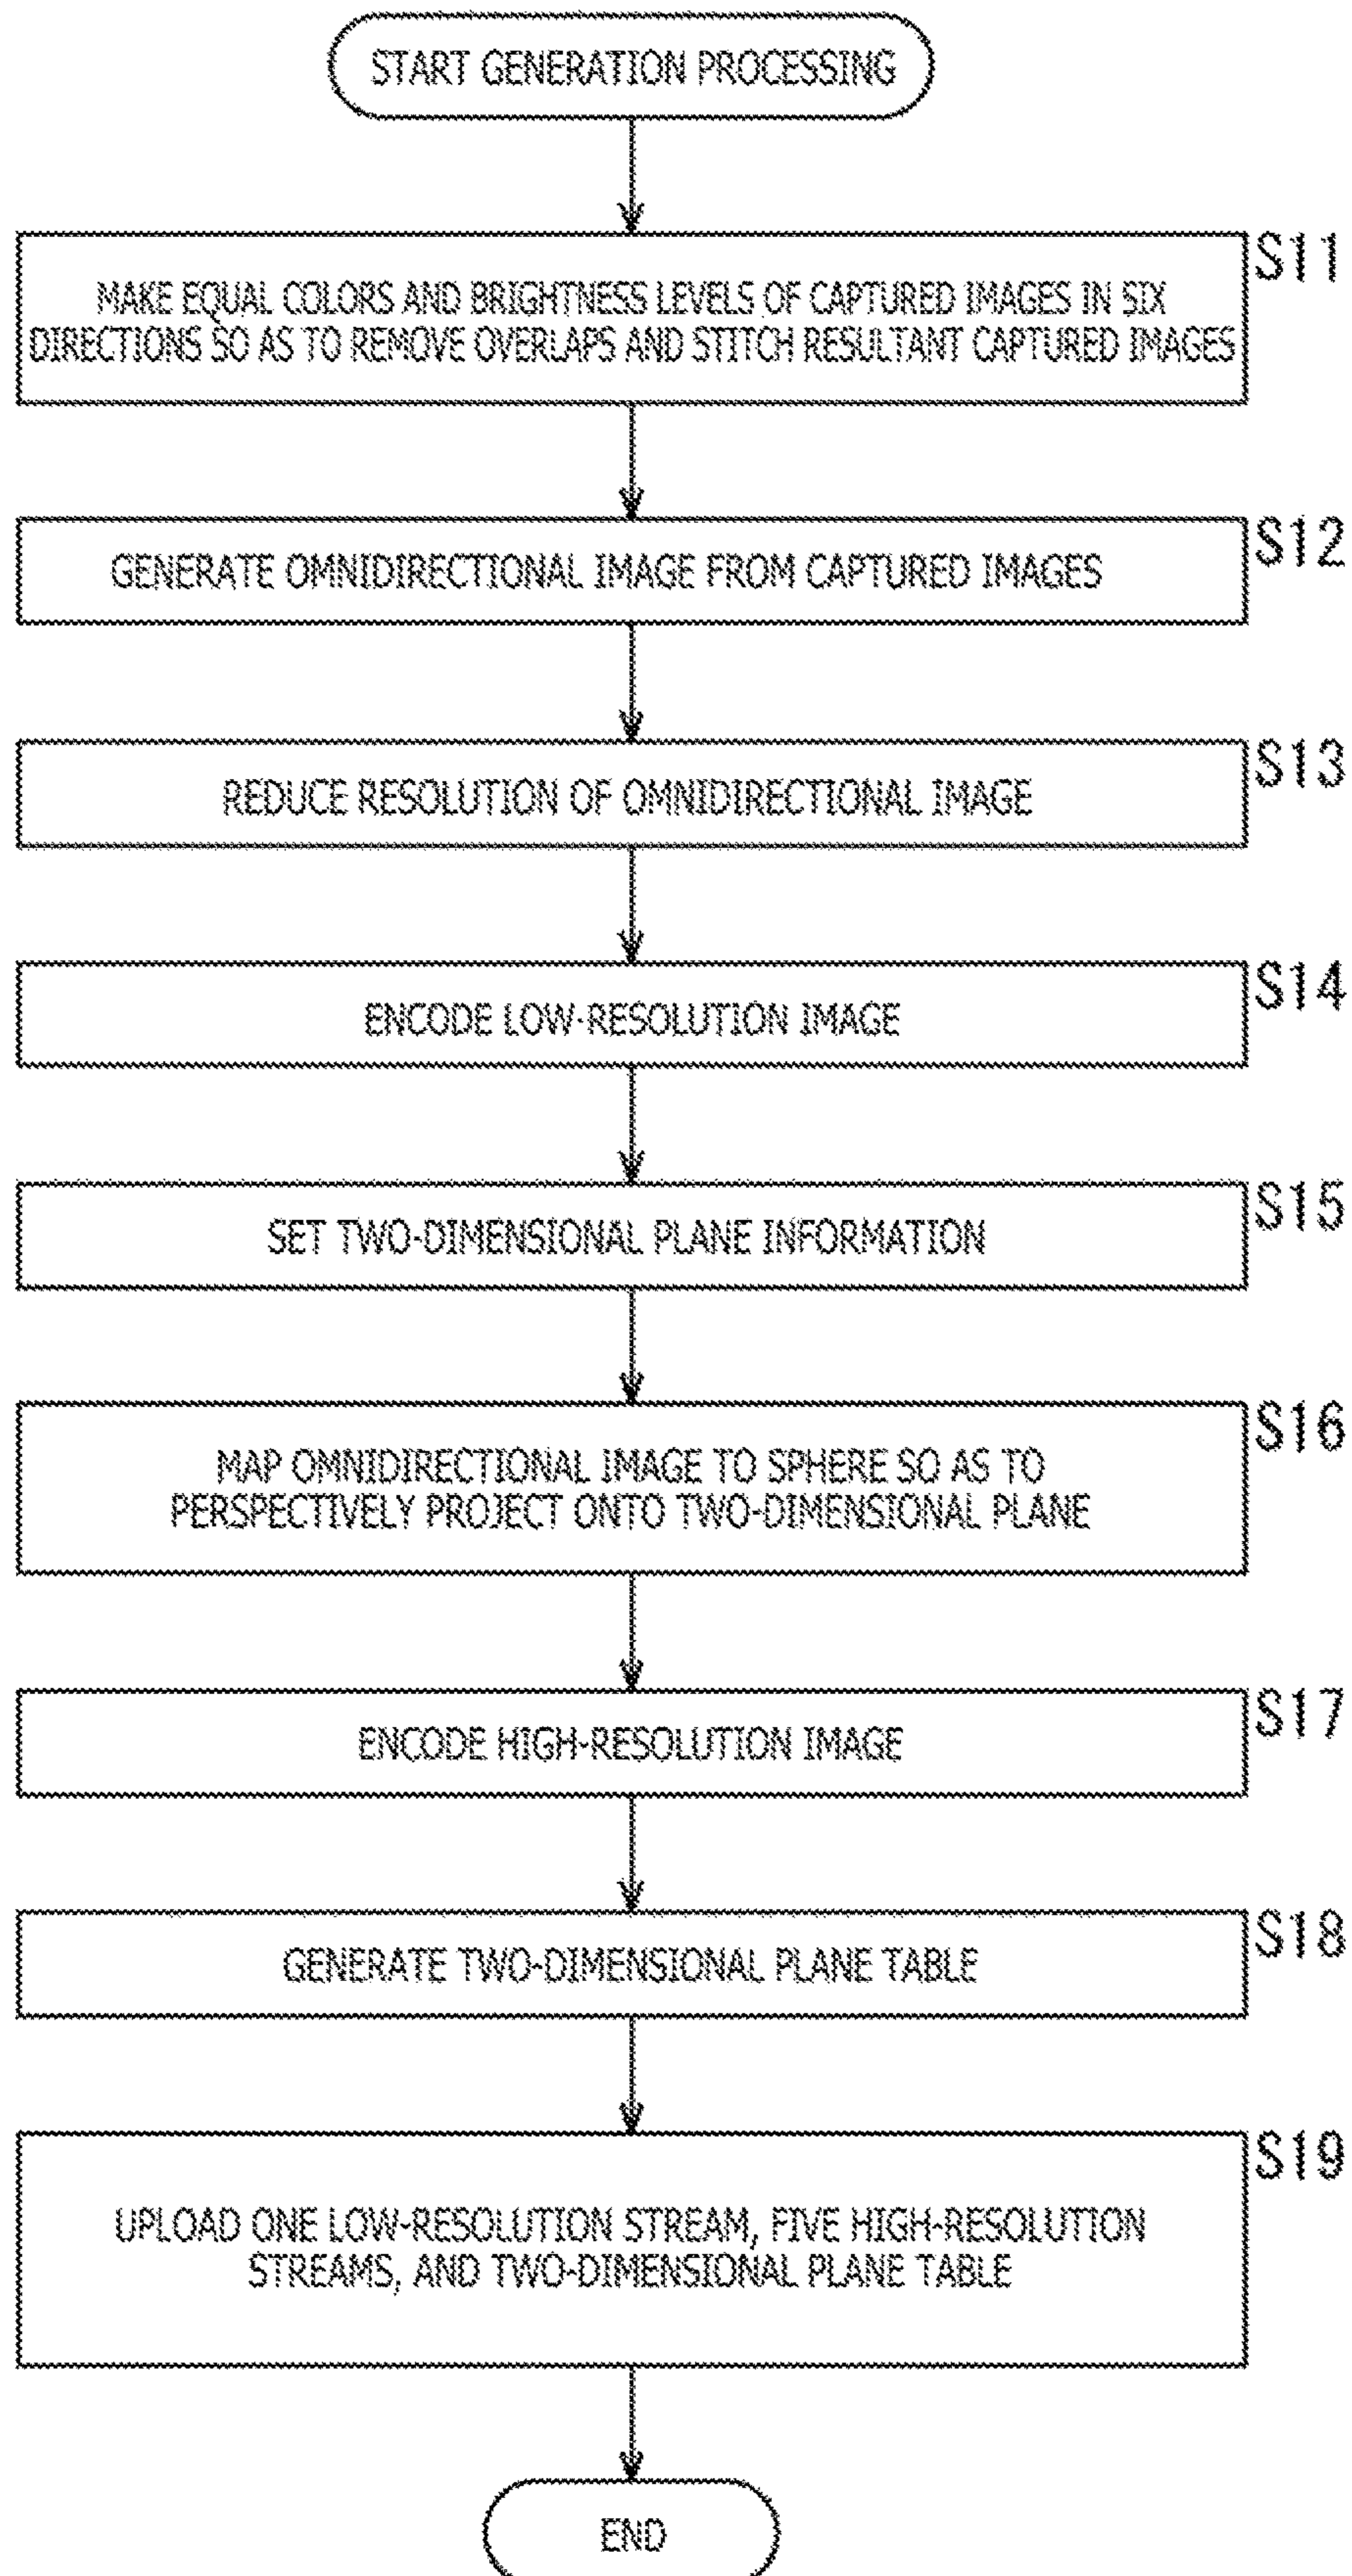 START GENERATION PROCESSING
S11
MAKE EQUAL COLORS AND BRIGHTNESS LEVELS OF CAPTURED IMAGES IN SIX
DIRECTIONS SO AS TO REMOVE OVERLAPS AND STITCH RESULTANT CAPTURED IMAGES
S12
GENERATE OMNIDIRECTIONAL IMAGE FROM CAPTURED IMAGES
S13
REDUCE RESOLUTION OF OMNIDIRECTIONAL IMAGE
S14
ENCODE LOW-RESOLUTION IMAGE
S15
SET TWO-DIMENSIONAL PLANE INFORMATION
S16
MAP OMNIDIRECTIONAL IMAGE TO SPHERE SO AS TO
PERSPECTIVELY PROJECT ONTO TWO-DIMENSIONAL PLANE
S17
ENCODE HIGH-RESOLUTION IMAGE
S18
GENERATE TWO-DIMENSIONAL PLANE TABLE
S19
UPLOAD ONE LOW-RESOLUTION STREAM, FIVE HIGH-RESOLUTION
STREAMS, AND TWO-DIMENSIONAL PLANE TABLE
END